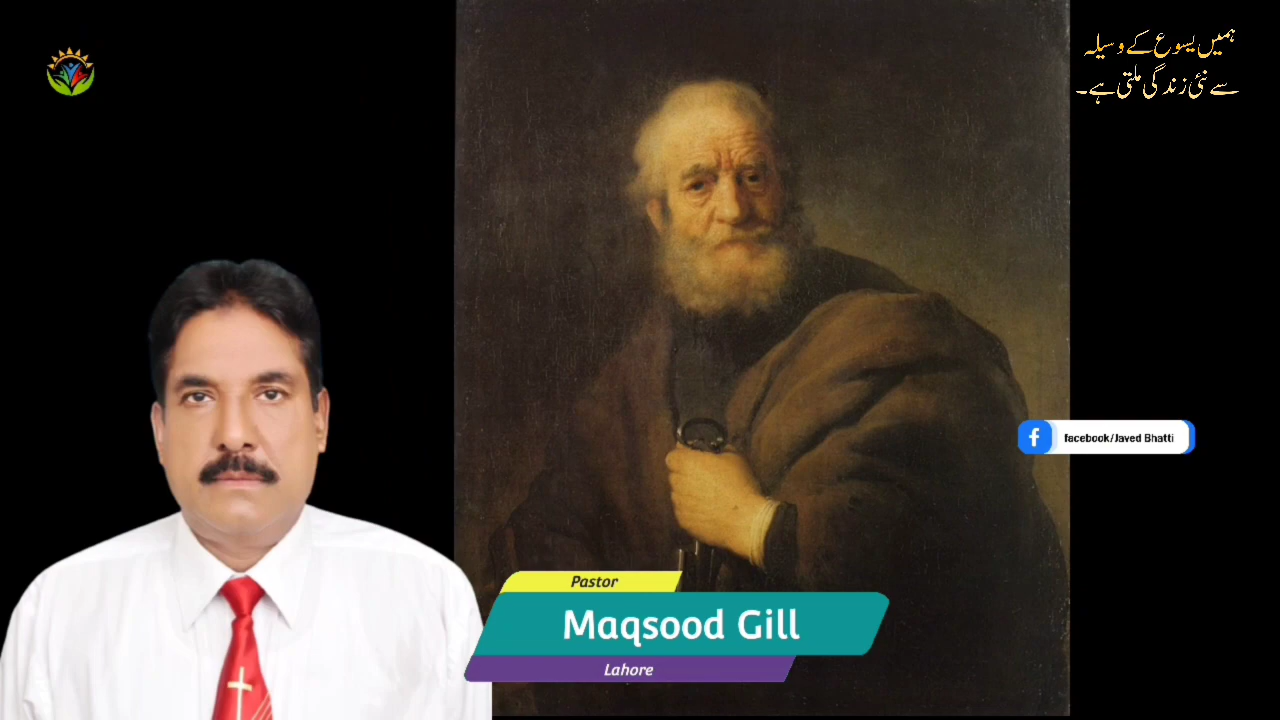 ہمیں یسوع کے وسیلہ
سے نئی زندگی ملتی ہے۔
facebook/Javed Bhatti
Pastor
Maqsood Gill
Lahore